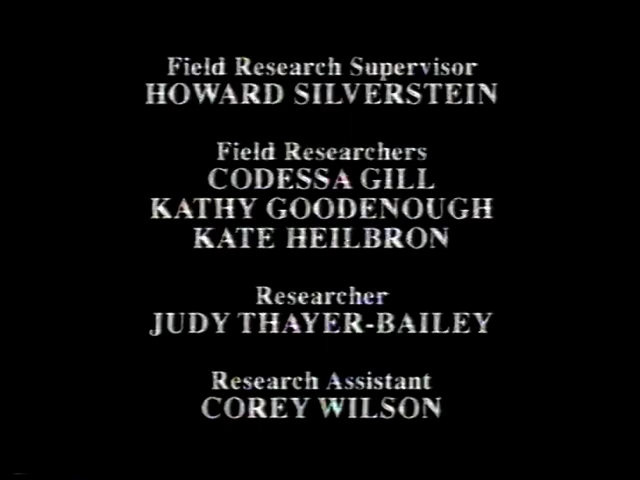 Field Research Supervisor
HOWARD SILVERSTEIN
Field Researchers
CODESSA GILL
KATHY GOODENOUGH
KATE HEILBRON
Researcher
JUDY THAYER-BAILEY
Research Assistant
COREY WILSON